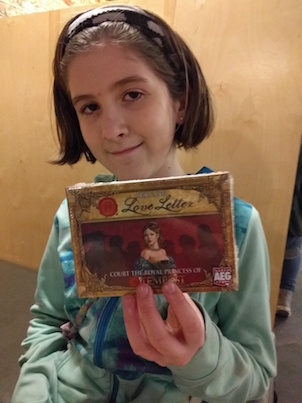 Love Letter
COURT THE ROYAL PRINCESS OF
TEMPEST
AEG